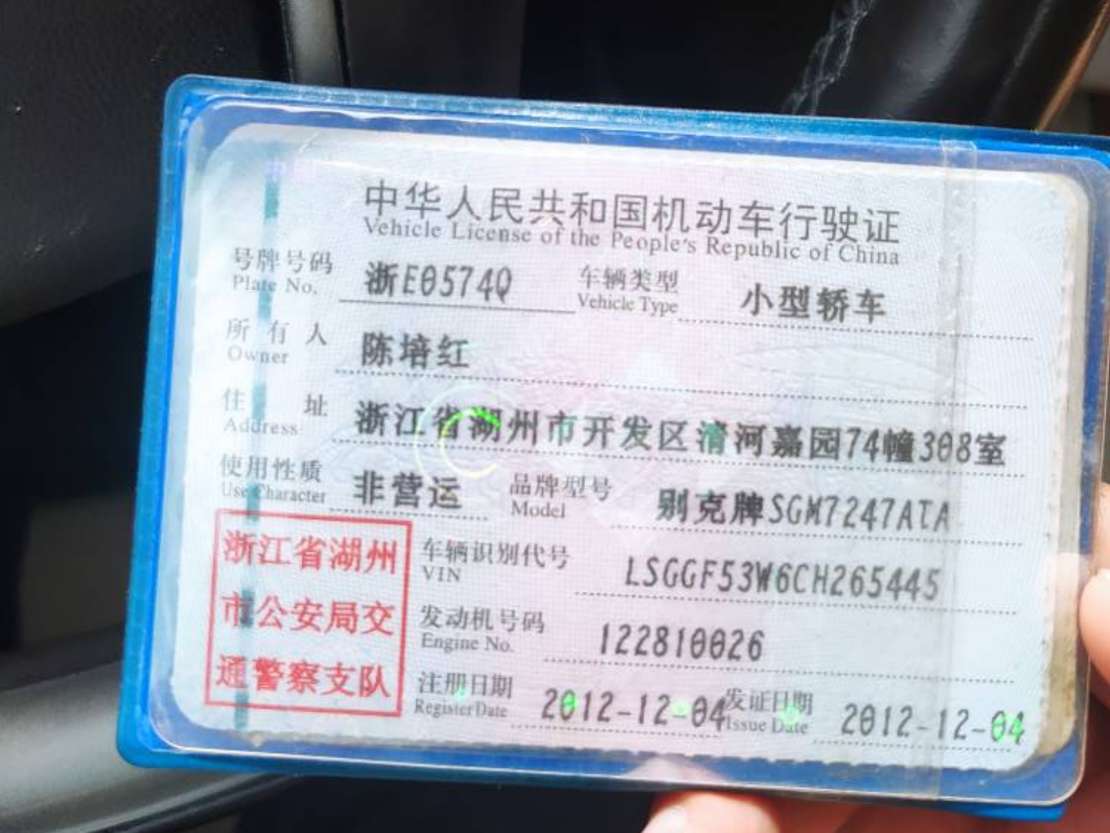 中华人民共和国机动车行驶证
Vehicle License of the People's Republic of China
号牌号码 浙E0574Q 车辆类型 小型轿车
Plate No. Vehicle Type
所有人 陈培红
Owner
住址 浙江省湖州市开发区清河嘉园74幢308室
Address
使用性质 非营运 品牌型号 别克牌SGM7247ATA
Use Character Model
浙江省湖州
市公安局交
通警察支队
车辆识别代号 LSGGF53W6CH265445
VIN
发动机号码 122810026
Engine No.
注册日期 2012-12-04 发证日期 2012-12-04
Register Date Issue Date